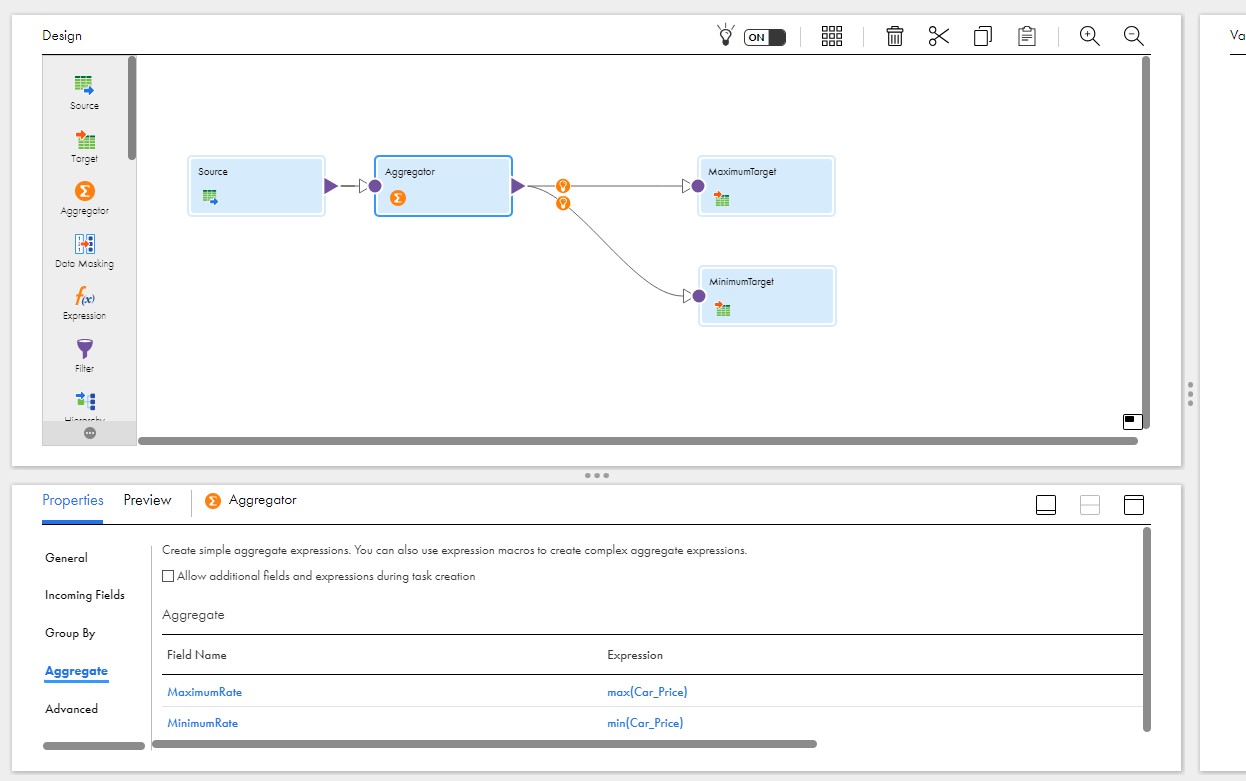 Design
ON
Va
Source
Target
Aggregator
Data Masking
Expression
Filter
Hierarchy
Source
Aggregator
MaximumTarget
MinimumTarget
Properties
Preview
Aggregator
General
Incoming Fields
Group By
Aggregate
Advanced
Create simple aggregate expressions. You can also use expression macros to create complex aggregate expressions.
Allow additional fields and expressions during task creation
Aggregate
Field Name Expression
MaximumRate max(Car_Price)
MinimumRate min(Car_Price)